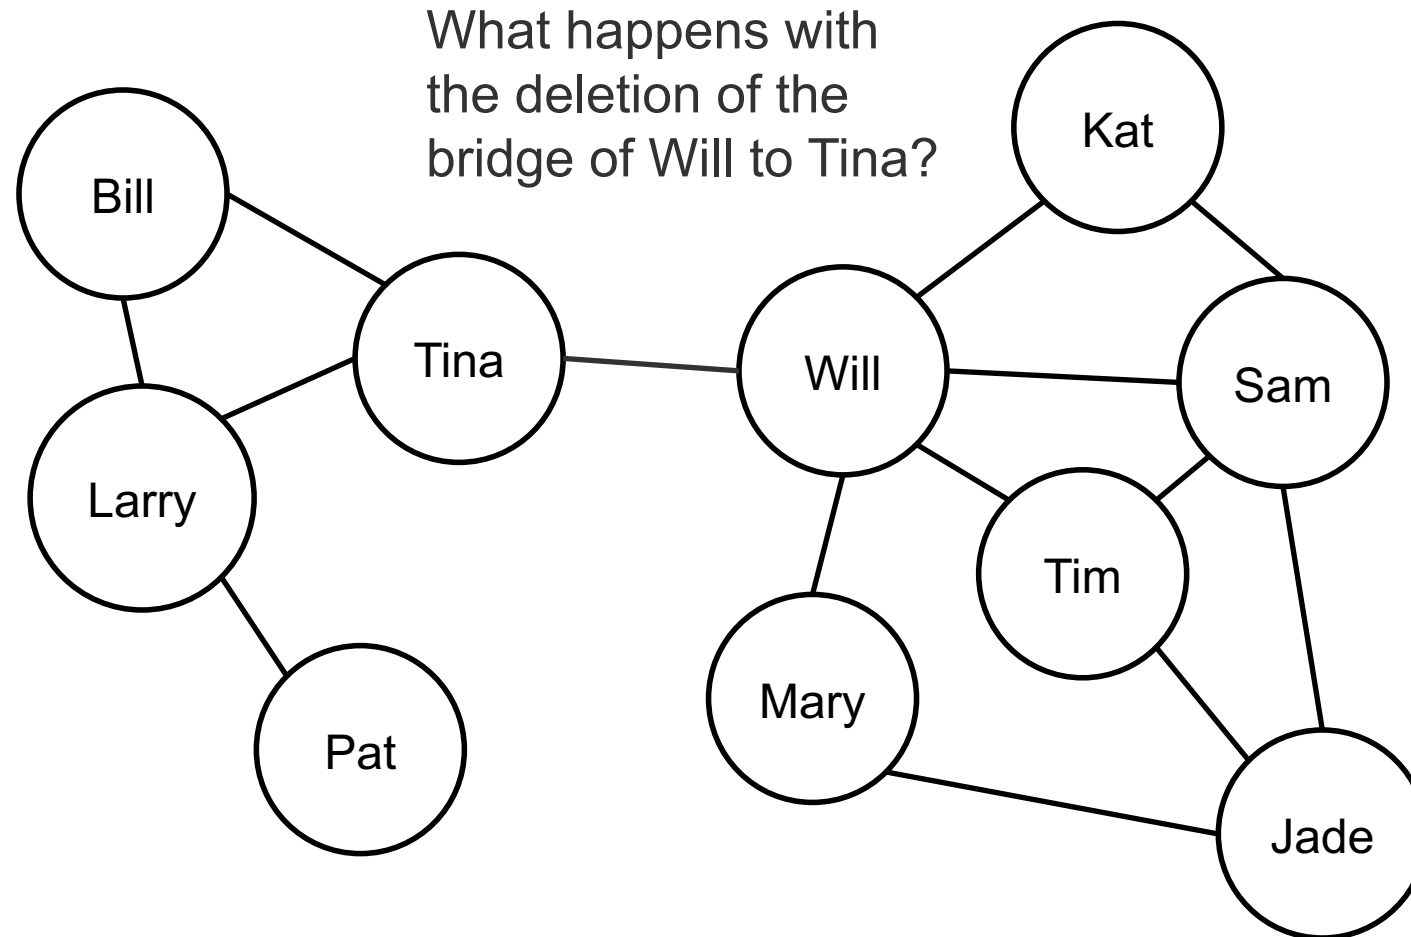 What happens with
the deletion of the
bridge of Will to Tina?
Kat
Bill
Tina
Will
Sam
Larry
Tim
Mary
Pat
Jade